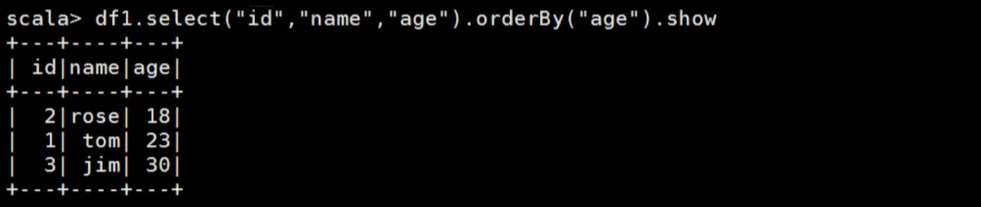 scala> df1.select("id","name","age").orderBy("age").show
+---+----+---+
| id|name|age|
+---+----+---+
|  2|rose| 18|
|  1| tom| 23|
|  3| jim| 30|
+---+----+---+